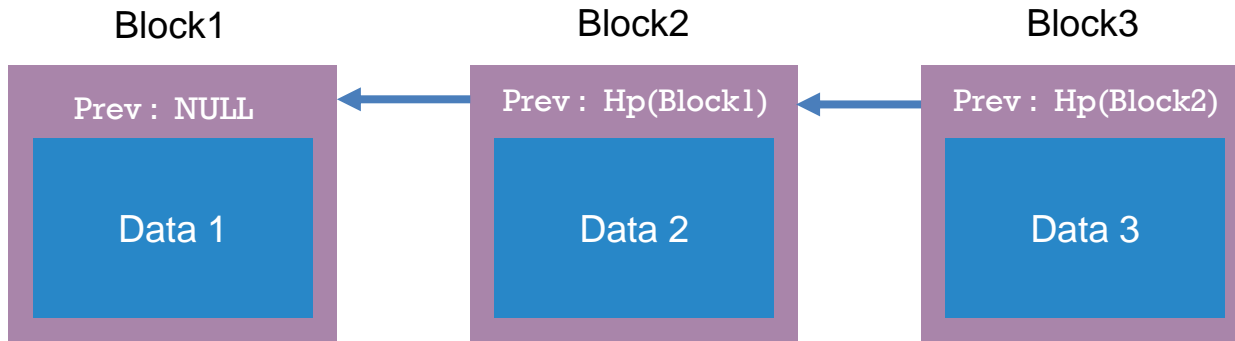 Block1
Block2
Block3
Prev : NULL
Prev : Hp(Block1)
Prev : Hp(Block2)
Data 1
Data 2
Data 3